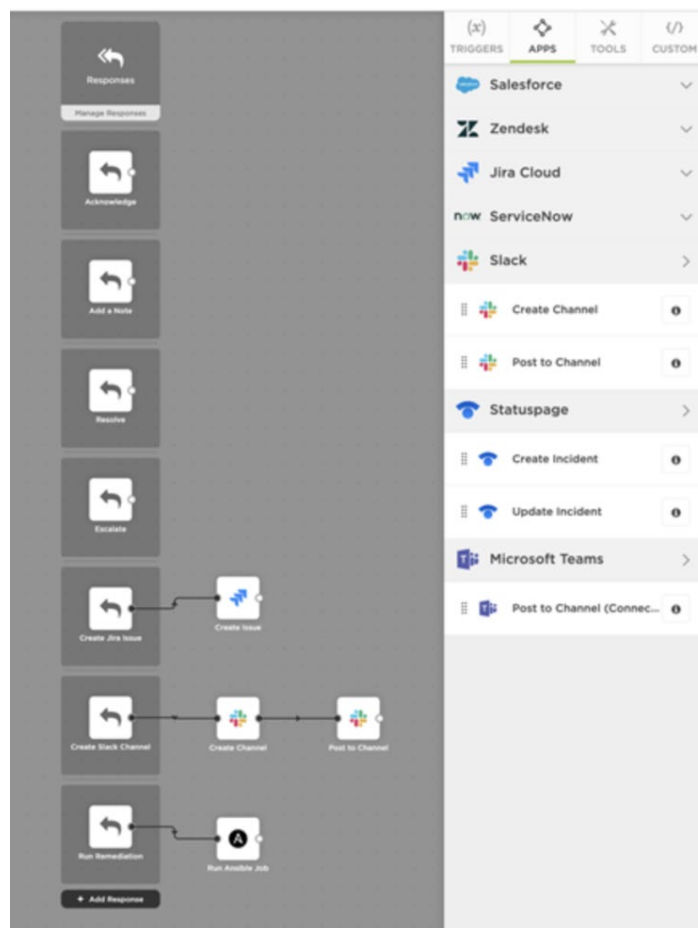 Responses
Manage Responses
Acknowledge
Add a Note
Resolve
Escalate
Create Jira Issue
Create Issue
Create Slack Channel
Create Channel
Post to Channel
Run Remediation
Run Ansible Job
+ Add Response
(x) TRIGGERS
APPS
TOOLS
</> CUSTOM
Salesforce
Zendesk
Jira Cloud
now ServiceNow
Slack
Create Channel
Post to Channel
Statuspage
Create Incident
Update Incident
Microsoft Teams
Post to Channel (Connec...